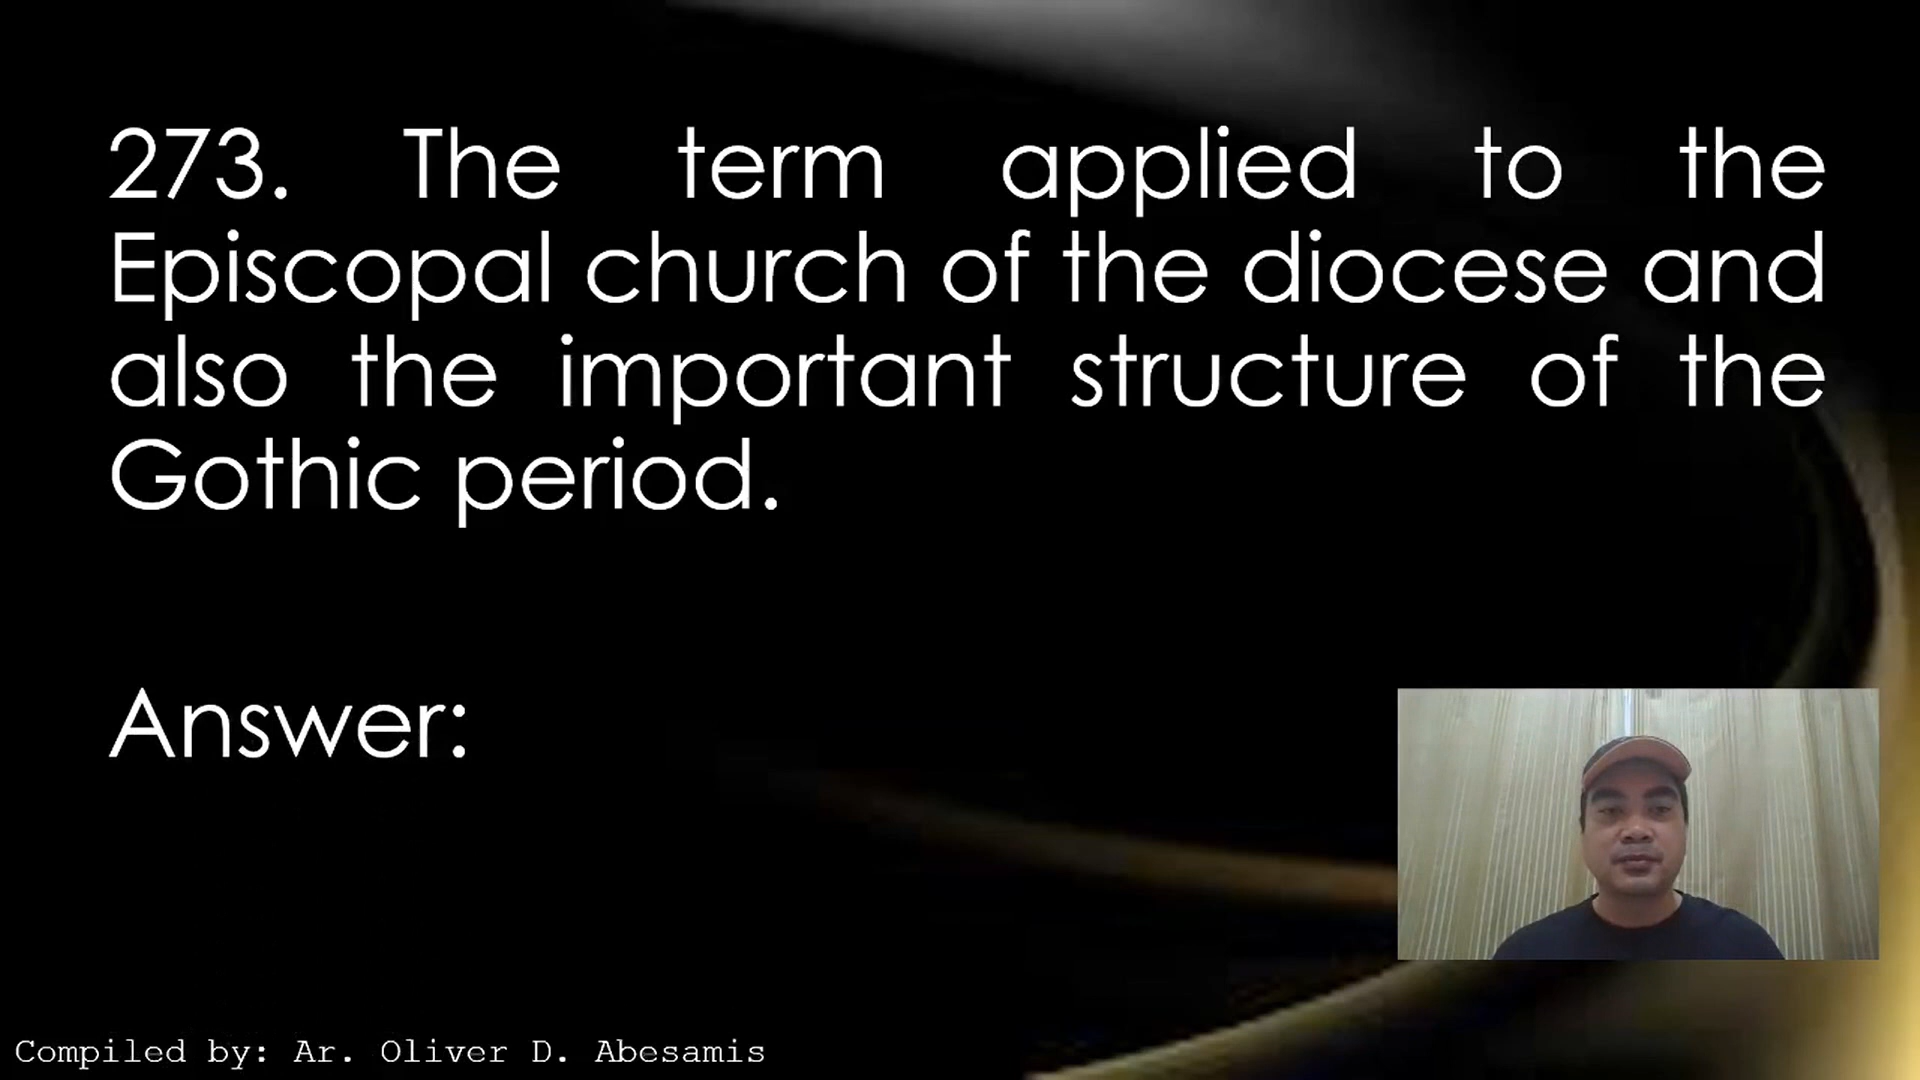 273. The term applied to the
Episcopal church of the diocese and
also the important structure of the
Gothic period.
Answer:
Compiled by: Ar. Oliver D. Abesamis